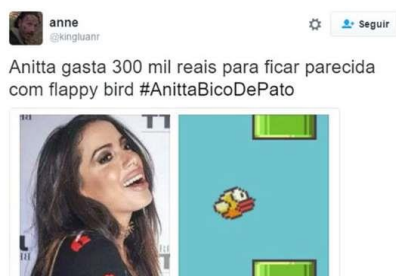 anne
@kingluanr
Seguir
Anitta gasta 300 mil reais para ficar parecida
com flappy bird #AnittaBicoDePato